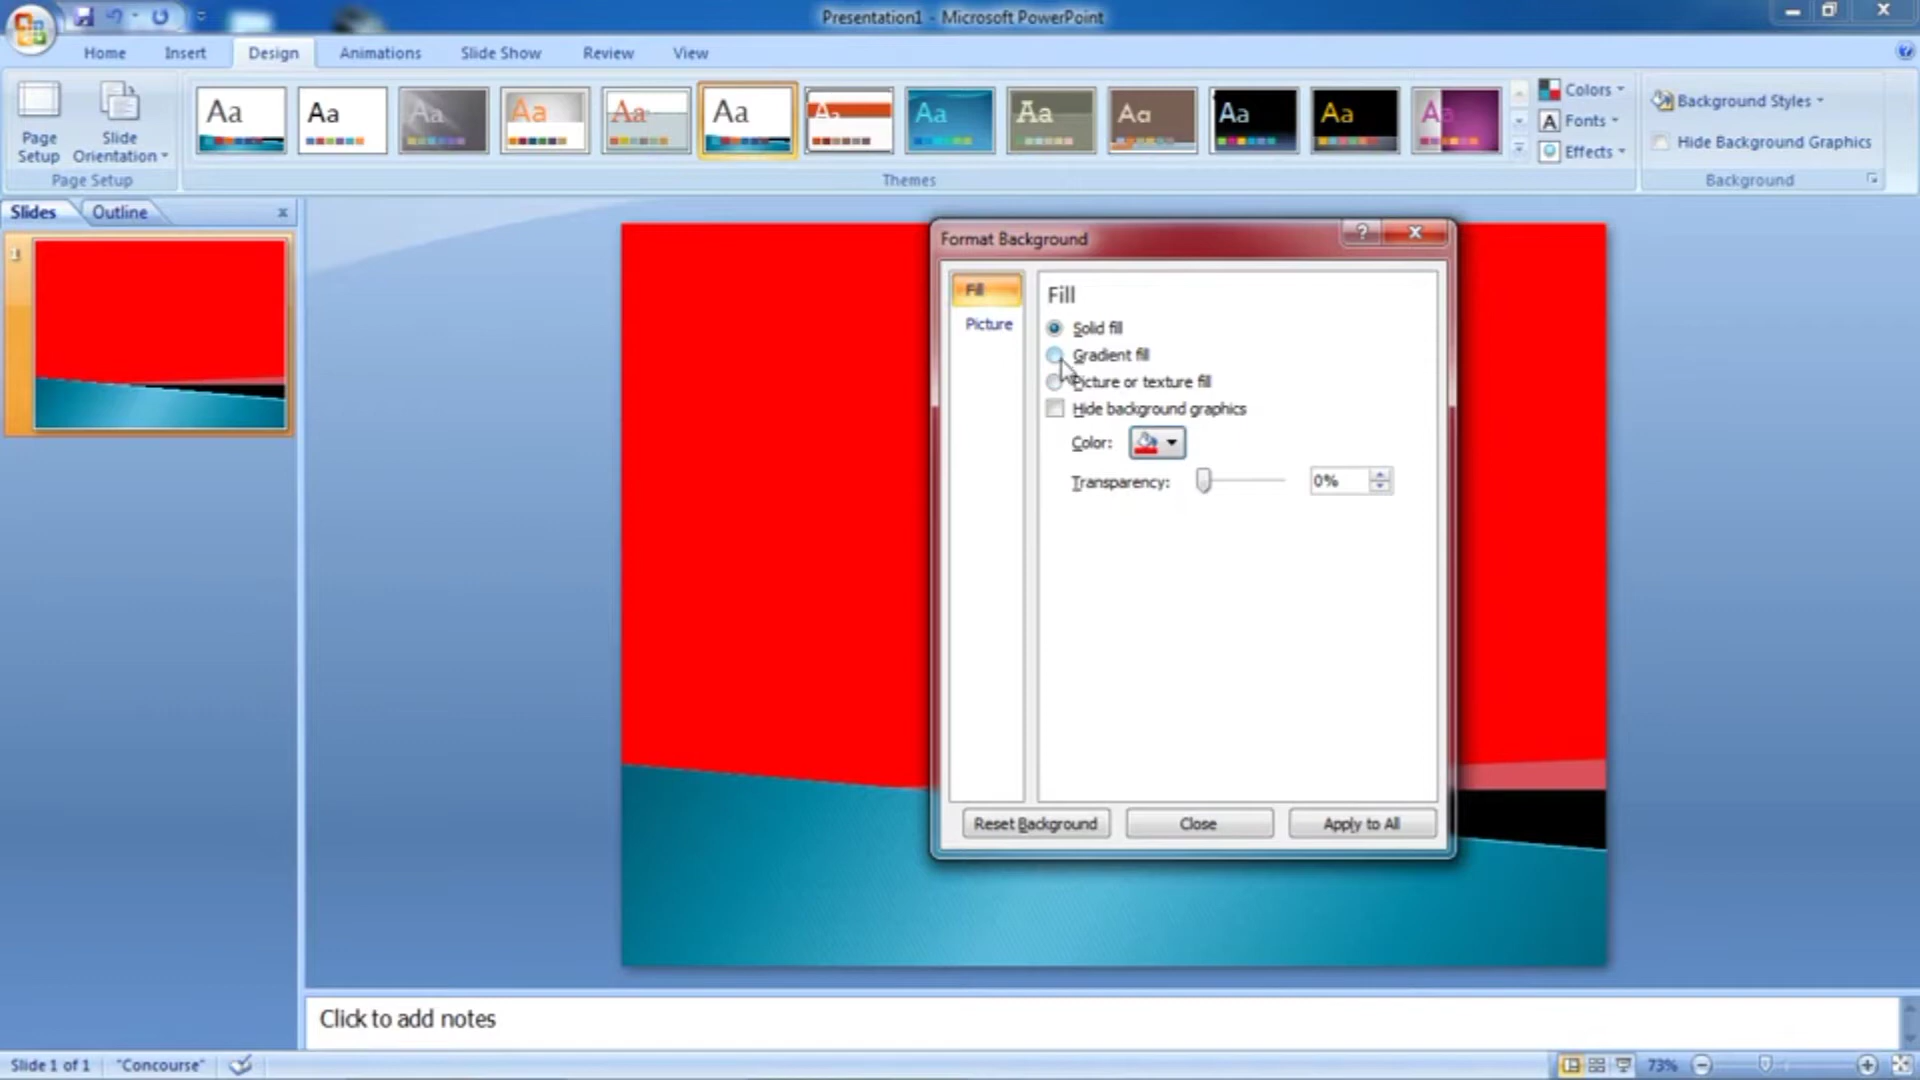 Presentation1 - Microsoft PowerPoint
Home Insert Design Animations Slide Show Review View
Page Setup
Slide Orientation
Page Setup
Aa Aa Aa Aa Aa Aa Aa Aa Aa Aa Aa Aa A
Themes
Colors
Fonts
Effects
Background Styles
Hide Background Graphics
Background
Slides Outline
1
Format Background
Fill
Picture
Fill
Solid fill
Gradient fill
Picture or texture fill
Hide background graphics
Color:
Transparency: 0%
Reset Background Close Apply to All
Click to add notes
Slide 1 of 1 "Concourse" 73%